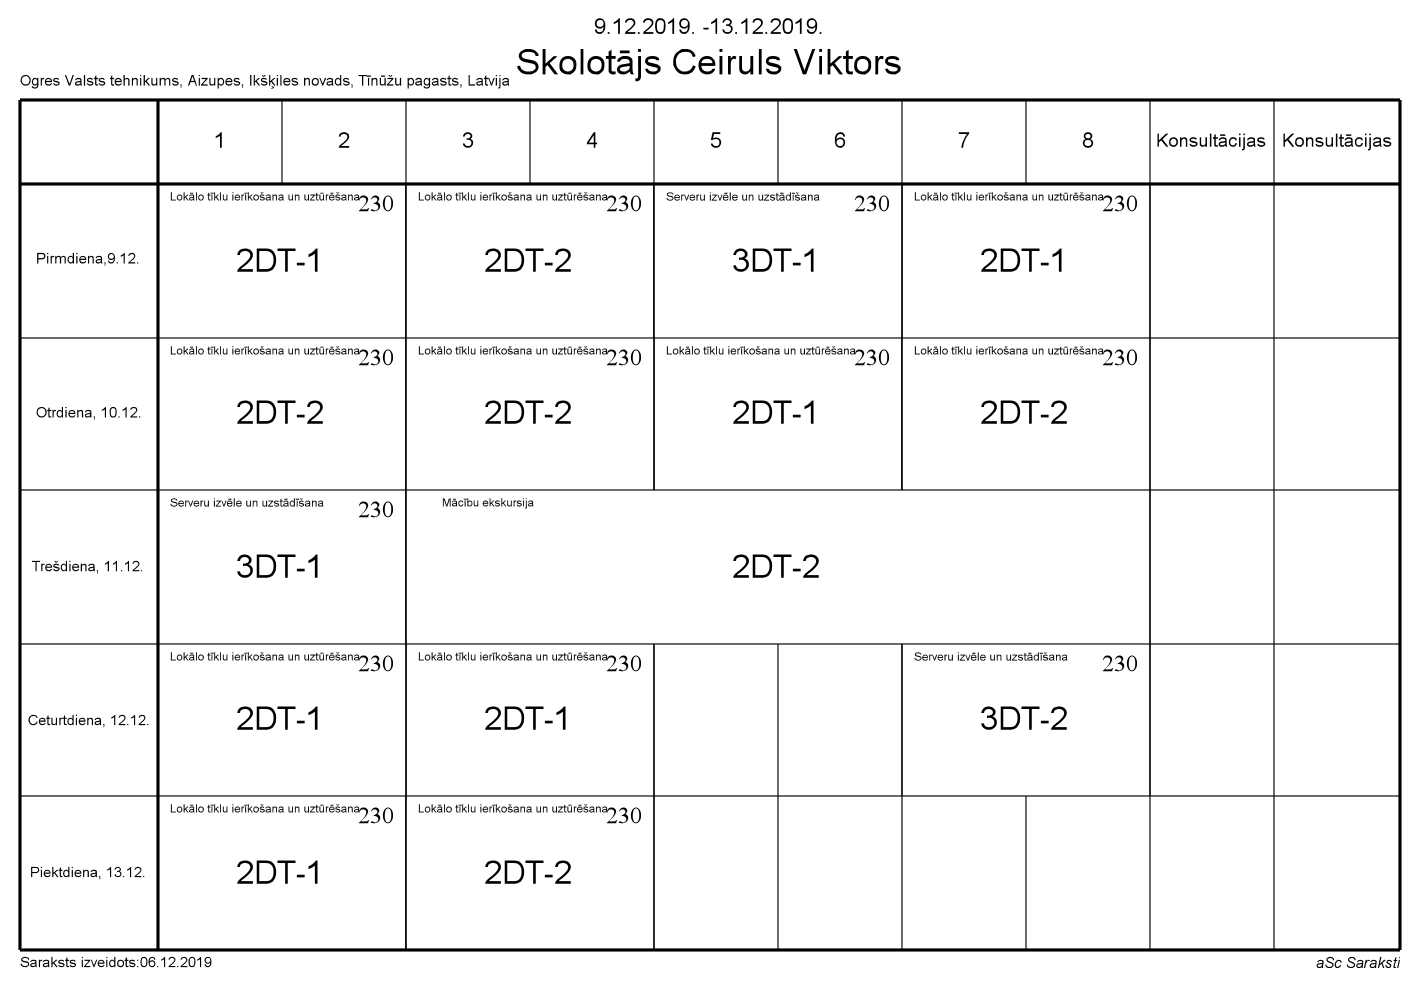 9.12.2019. -13.12.2019.
Skolotājs Ceiruls Viktors
Ogres Valsts tehnikums, Aizupes, Ikšķiles novads, Tīnūžu pagasts, Latvija
1 2 3 4 5 6 7 8 Konsultācijas Konsultācijas
Lokālo tīklu ierīkošana un uztūrēšana 230 Lokālo tīklu ierīkošana un uztūrēšana 230 Serveru izvēle un uzstādīšana 230 Lokālo tīklu ierīkošana un uztūrēšana 230
Pirmdiena,9.12. 2DT-1 2DT-2 3DT-1 2DT-1
Lokālo tīklu ierīkošana un uztūrēšana 230 Lokālo tīklu ierīkošana un uztūrēšana 230 Lokālo tīklu ierīkošana un uztūrēšana 230 Lokālo tīklu ierīkošana un uztūrēšana 230
Otrdiena, 10.12. 2DT-2 2DT-2 2DT-1 2DT-2
Serveru izvēle un uzstādīšana 230 Mācību ekskursija
Trešdiena, 11.12. 3DT-1 2DT-2
Lokālo tīklu ierīkošana un uztūrēšana 230 Lokālo tīklu ierīkošana un uztūrēšana 230 Serveru izvēle un uzstādīšana 230
Ceturtdiena, 12.12. 2DT-1 2DT-1 3DT-2
Lokālo tīklu ierīkošana un uztūrēšana 230 Lokālo tīklu ierīkošana un uztūrēšana 230
Piektdiena, 13.12. 2DT-1 2DT-2
Saraksts izveidots:06.12.2019 aSc Saraksti